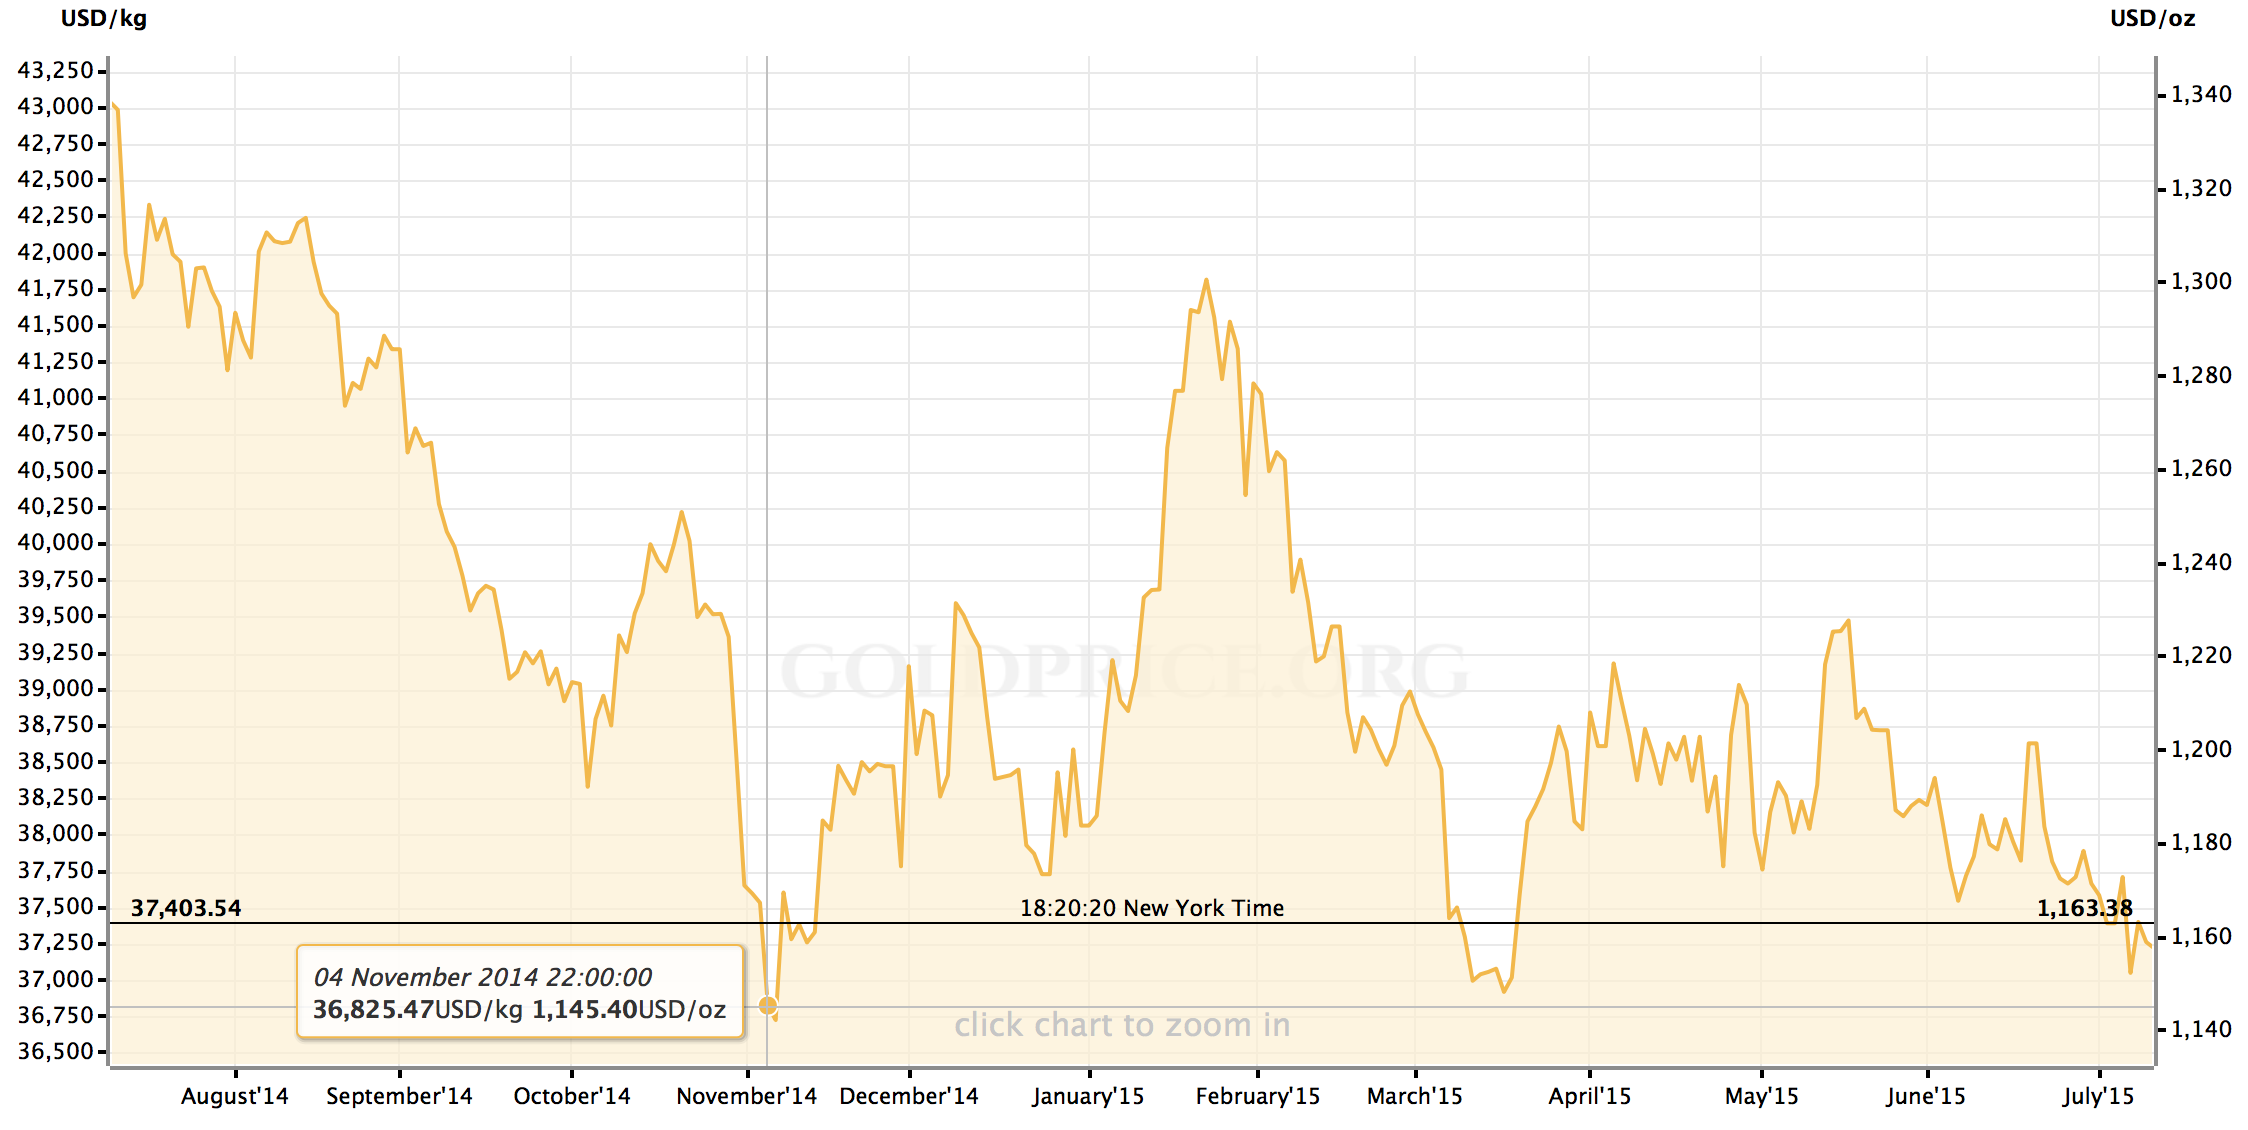 USD/kg
USD/oz
43,250
43,000
42,750
42,500
42,250
42,000
41,750
41,500
41,250
41,000
40,750
40,500
40,250
40,000
39,750
39,500
39,250
39,000
38,750
38,500
38,250
38,000
37,750
37,500
37,250
37,000
36,750
36,500
1,340
1,320
1,300
1,280
1,260
1,240
1,220
1,200
1,180
1,160
1,140
GOLDPRICE.ORG
37,403.54
18:20:20 New York Time
1,163.38
04 November 2014 22:00:00
36,825.47USD/kg 1,145.40USD/oz
click chart to zoom in
August'14
September'14
October'14
November'14
December'14
January'15
February'15
March'15
April'15
May'15
June'15
July'15